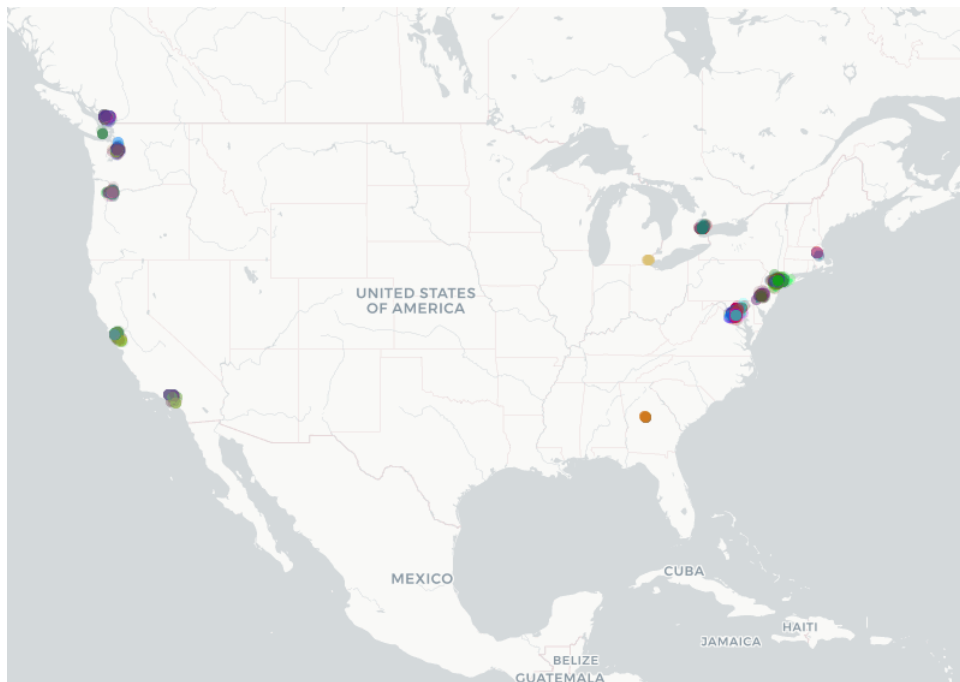 UNITED STATES
OF AMERICA
MEXICO
CUBA
HAITI
JAMAICA
BELIZE
GUATEMALA